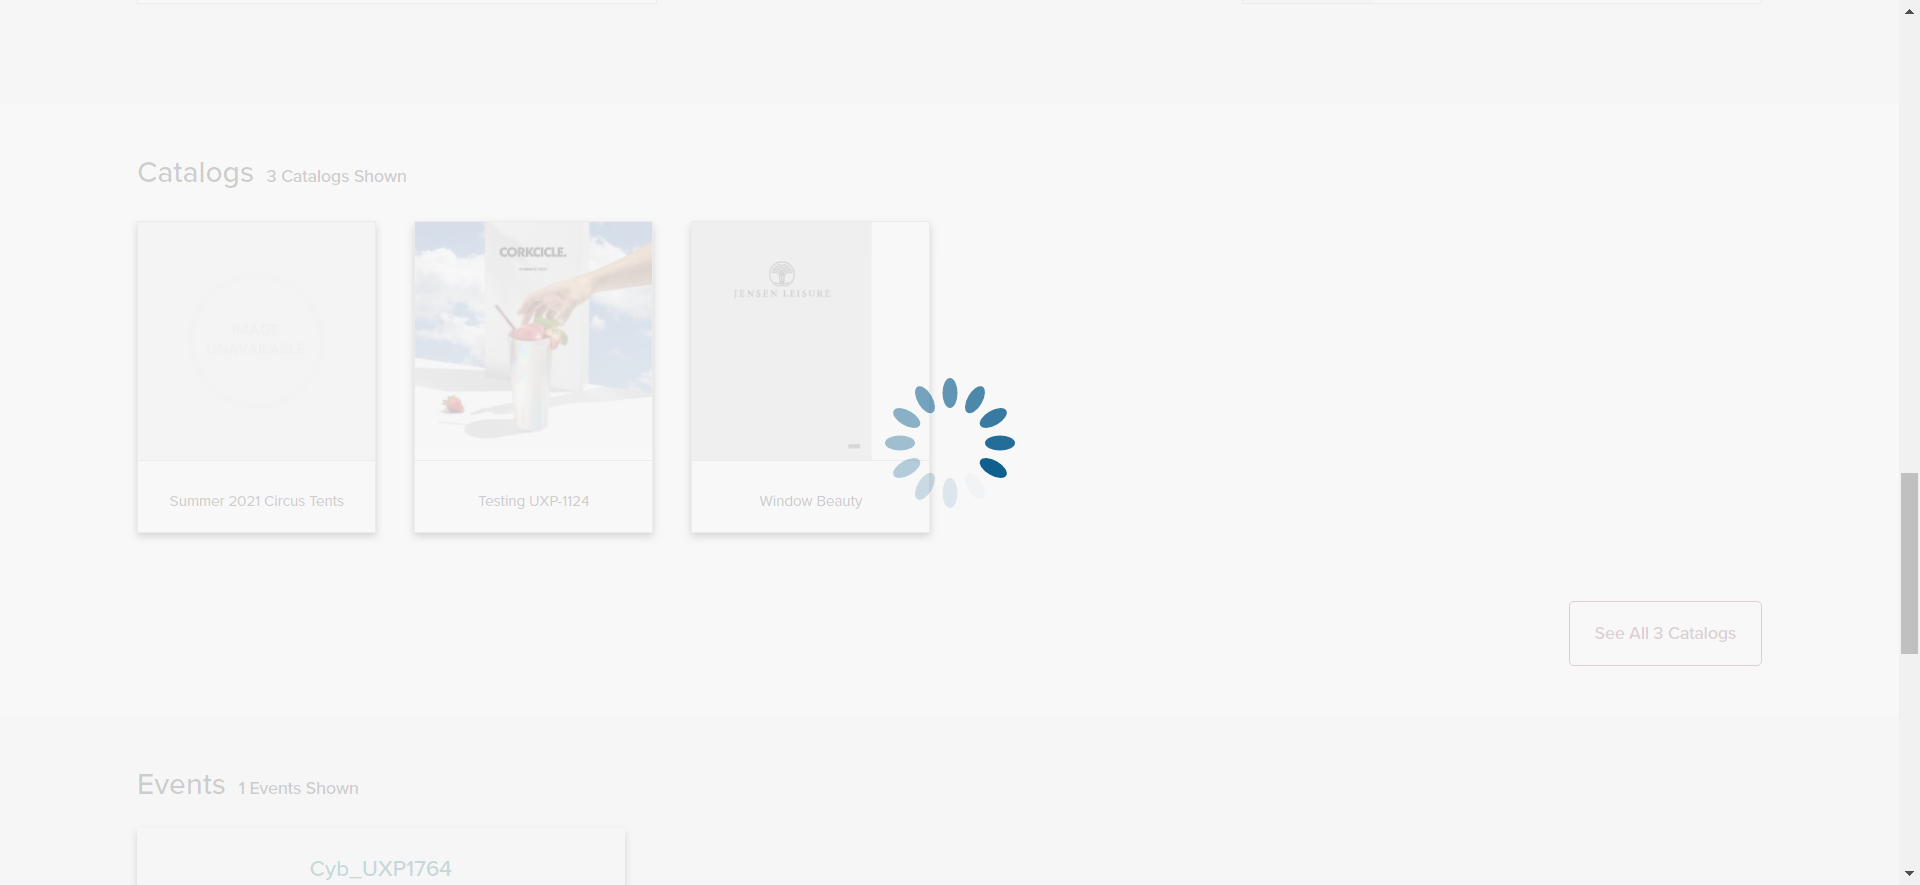 Catalogs 3 Catalogs Shown
IMAGE
UNAVAILABLE
CORKCICLE.
JENSEN LEISURE
Summer 2021 Circus Tents
Testing UXP-1124
Window Beauty
See All 3 Catalogs
Events 1 Events Shown
Cyb_UXP1764